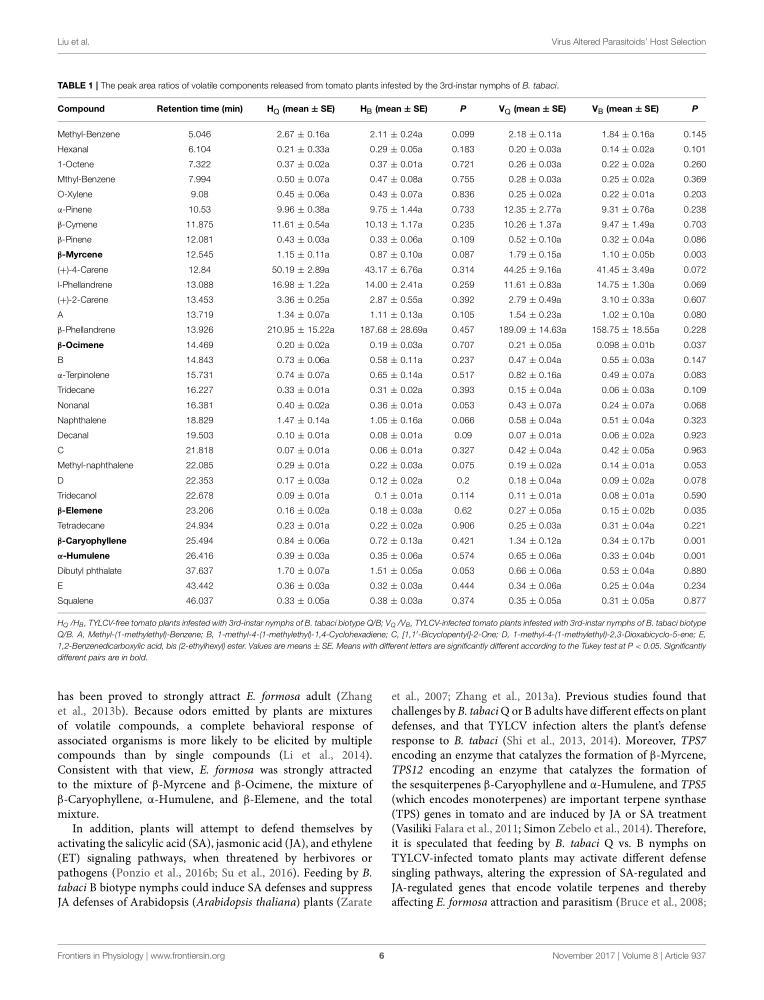 Liu et al.
Virus Altered Parasitoids' Host Selection
TABLE 1 | The peak area ratios of volatile components released from tomato plants infested by the 3rd-instar nymphs of B. tabaci.
Compound Retention time (min) HQ (mean ± SE) HB (mean ± SE) P VQ (mean ± SE) VB (mean ± SE) P
Methyl-Benzene 5.046 2.67 ± 0.16a 2.11 ± 0.24a 0.099 2.18 ± 0.11a 1.84 ± 0.16a 0.145
Hexanal 6.104 0.21 ± 0.33a 0.29 ± 0.05a 0.183 0.20 ± 0.03a 0.14 ± 0.02a 0.101
1-Octene 7.322 0.37 ± 0.02a 0.37 ± 0.01a 0.721 0.26 ± 0.03a 0.22 ± 0.02a 0.260
Mthyl-Benzene 7.994 0.50 ± 0.07a 0.47 ± 0.08a 0.755 0.28 ± 0.03a 0.25 ± 0.02a 0.369
O-Xylene 9.08 0.45 ± 0.06a 0.43 ± 0.07a 0.836 0.25 ± 0.02a 0.22 ± 0.01a 0.203
α-Pinene 10.53 9.96 ± 0.38a 9.75 ± 1.44a 0.733 12.35 ± 2.77a 9.31 ± 0.76a 0.238
β-Cymene 11.875 11.61 ± 0.54a 10.13 ± 1.17a 0.235 10.26 ± 1.37a 9.47 ± 1.49a 0.703
β-Pinene 12.081 0.43 ± 0.03a 0.33 ± 0.06a 0.109 0.52 ± 0.10a 0.32 ± 0.04a 0.086
β-Myrcene 12.545 1.15 ± 0.11a 0.87 ± 0.10a 0.087 1.79 ± 0.15a 1.10 ± 0.05b 0.003
(+)-4-Carene 12.84 50.19 ± 2.89a 43.17 ± 6.76a 0.314 44.25 ± 9.16a 41.45 ± 3.49a 0.072
l-Phellandrene 13.088 16.98 ± 1.22a 14.00 ± 2.41a 0.259 11.61 ± 0.83a 14.75 ± 1.30a 0.069
(+)-2-Carene 13.453 3.36 ± 0.25a 2.87 ± 0.55a 0.392 2.79 ± 0.49a 3.10 ± 0.33a 0.607
A 13.719 1.34 ± 0.07a 1.11 ± 0.13a 0.105 1.54 ± 0.23a 1.02 ± 0.10a 0.080
β-Phellandrene 13.926 210.95 ± 15.22a 187.68 ± 28.69a 0.457 189.09 ± 14.63a 158.75 ± 18.55a 0.228
β-Ocimene 14.469 0.20 ± 0.02a 0.19 ± 0.03a 0.707 0.21 ± 0.05a 0.098 ± 0.01b 0.037
B 14.843 0.73 ± 0.06a 0.58 ± 0.11a 0.237 0.47 ± 0.04a 0.55 ± 0.03a 0.147
α-Terpinolene 15.731 0.74 ± 0.07a 0.65 ± 0.14a 0.517 0.82 ± 0.16a 0.49 ± 0.07a 0.083
Tridecane 16.227 0.33 ± 0.01a 0.31 ± 0.02a 0.393 0.15 ± 0.04a 0.06 ± 0.03a 0.109
Nonanal 16.381 0.40 ± 0.02a 0.36 ± 0.01a 0.053 0.43 ± 0.07a 0.24 ± 0.07a 0.068
Naphthalene 18.829 1.47 ± 0.14a 1.05 ± 0.16a 0.066 0.58 ± 0.04a 0.51 ± 0.04a 0.323
Decanal 19.503 0.10 ± 0.01a 0.08 ± 0.01a 0.09 0.07 ± 0.01a 0.06 ± 0.02a 0.923
C 21.818 0.07 ± 0.01a 0.06 ± 0.01a 0.327 0.42 ± 0.04a 0.42 ± 0.05a 0.963
Methyl-naphthalene 22.085 0.29 ± 0.01a 0.22 ± 0.03a 0.075 0.19 ± 0.02a 0.14 ± 0.01a 0.053
D 22.353 0.17 ± 0.03a 0.12 ± 0.02a 0.2 0.18 ± 0.04a 0.09 ± 0.02a 0.078
Tridecanol 22.678 0.09 ± 0.01a 0.1 ± 0.01a 0.114 0.11 ± 0.01a 0.08 ± 0.01a 0.590
β-Elemene 23.206 0.16 ± 0.02a 0.18 ± 0.03a 0.62 0.27 ± 0.05a 0.15 ± 0.02b 0.035
Tetradecane 24.934 0.23 ± 0.01a 0.22 ± 0.02a 0.906 0.25 ± 0.03a 0.31 ± 0.04a 0.221
β-Caryophyllene 25.494 0.84 ± 0.06a 0.72 ± 0.13a 0.421 1.34 ± 0.12a 0.34 ± 0.17b 0.001
α-Humulene 26.416 0.39 ± 0.03a 0.35 ± 0.06a 0.574 0.65 ± 0.06a 0.33 ± 0.04b 0.001
Dibutyl phthalate 37.637 1.70 ± 0.07a 1.51 ± 0.05a 0.053 0.66 ± 0.06a 0.53 ± 0.04a 0.880
E 43.442 0.36 ± 0.03a 0.32 ± 0.03a 0.444 0.34 ± 0.06a 0.25 ± 0.04a 0.234
Squalene 46.037 0.33 ± 0.05a 0.38 ± 0.03a 0.374 0.35 ± 0.05a 0.31 ± 0.05a 0.877
HQ /HB, TYLCV-free tomato plants infested with 3rd-instar nymphs of B. tabaci biotype Q/B; VQ /VB, TYLCV-infected tomato plants infested with 3rd-instar nymphs of B. tabaci biotype
Q/B. A, Methyl-(1-methylethyl)-Benzene; B, 1-methyl-4-(1-methylethyl)-1,4-Cyclohexadiene; C, [1,1'-Bicyclopentyl]-2-One; D, 1-methyl-4-(1-methylethyl)-2,3-Dioxabicyclo-5-ene; E,
1,2-Benzenedicarboxylic acid, bis (2-ethylhexyl) ester. Values are means ± SE. Means with different letters are significantly different according to the Tukey test at P < 0.05. Significantly
different pairs are in bold.
has been proved to strongly attract E. formosa adult (Zhang
et al., 2013b). Because odors emitted by plants are mixtures
of volatile compounds, a complete behavioral response of
associated organisms is more likely to be elicited by multiple
compounds than by single compounds (Li et al., 2014).
Consistent with that view, E. formosa was strongly attracted
to the mixture of β-Myrcene and β-Ocimene, the mixture of
β-Caryophyllene, α-Humulene, and β-Elemene, and the total
mixture.
In addition, plants will attempt to defend themselves by
activating the salicylic acid (SA), jasmonic acid (JA), and ethylene
(ET) signaling pathways, when threatened by herbivores or
pathogens (Ponzio et al., 2016b; Su et al., 2016). Feeding by B.
tabaci B biotype nymphs could induce SA defenses and suppress
JA defenses of Arabidopsis (Arabidopsis thaliana) plants (Zarate
et al., 2007; Zhang et al., 2013a). Previous studies found that
challenges by B. tabaci Q or B adults have different effects on plant
defenses, and that TYLCV infection alters the plant's defense
response to B. tabaci (Shi et al., 2013, 2014). Moreover, TPS7
encoding an enzyme that catalyzes the formation of β-Myrcene,
TPS12 encoding an enzyme that catalyzes the formation of
the sesquiterpenes β-Caryophyllene and α-Humulene, and TPS5
(which encodes monoterpenes) are important terpene synthase
(TPS) genes in tomato and are induced by JA or SA treatment
(Vasiliki Falara et al., 2011; Simon Zebelo et al., 2014). Therefore,
it is speculated that feeding by B. tabaci Q vs. B nymphs on
TYLCV-infected tomato plants may activate different defense
singling pathways, altering the expression of SA-regulated and
JA-regulated genes that encode volatile terpenes and thereby
affecting E. formosa attraction and parasitism (Bruce et al., 2008;
Frontiers in Physiology | www.frontiersin.org
6
November 2017 | Volume 8 | Article 937